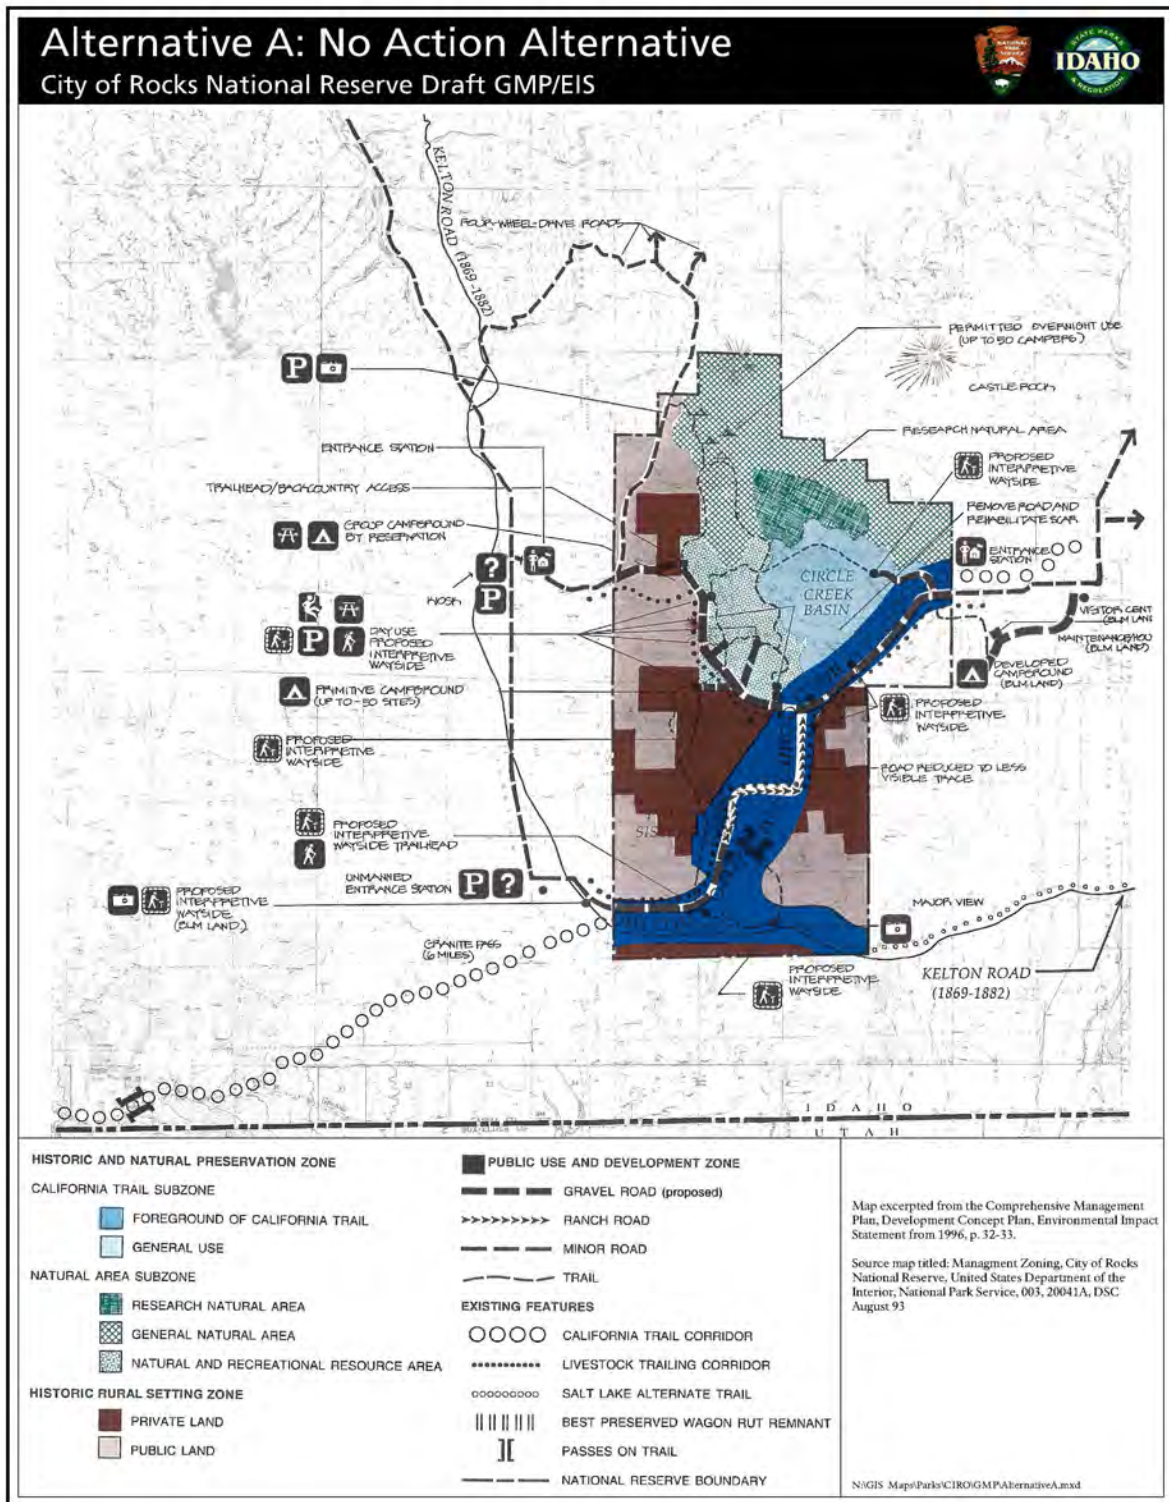 Alternative A: No Action Alternative
City of Rocks National Reserve Draft GMP/EIS
NATIONAL PARK SERVICE
STATE PARKS
IDAHO
& RECREATION
KELTON ROAD (1869-1882)
FOUR-WHEEL-DRIVE ROADS
PERMITTED OVERNIGHT USE
(UP TO 50 CAMPERS)
CASTLE ROCK
P
ENTRANCE STATION
RESEARCH NATURAL AREA
PROPOSED
INTERPRETIVE
WAYSIDE
TRAILHEAD/BACKCOUNTRY ACCESS
REMOVE ROAD AND
REHABILITATE SCAR
GROUP CAMPGROUND
BY RESERVATION
ENTRANCE
STATION
?
KIOSK
P
CIRCLE
CREEK
BASIN
VISITOR CENT
(BLM LAND
MAINTENANCE/HOU
(BLM LAND)
P
DAY USE
PROPOSED
INTERPRETIVE
WAYSIDE
DEVELOPED
CAMPGROUND
(BLM LAND)
PRIMITIVE CAMPGROUND
(UP TO-50 SITES)
PROPOSED
INTERPRETIVE
WAYSIDE
PROPOSED
INTERPRETIVE
WAYSIDE
ROAD REDUCED TO LESS
VISIBLE TRACE
SIS
PROPOSED
INTERPRETIVE
WAYSIDE TRAILHEAD
UNMANNED
ENTRANCE STATION
P ?
PROPOSED
INTERPRETIVE
WAYSIDE
(BLM LAND)
MAJOR VIEW
GRANITE PASS
(6 MILES)
KELTON ROAD
(1869-1882)
PROPOSED
INTERPRETIVE
WAYSIDE
IDAHO
UTAH
HISTORIC AND NATURAL PRESERVATION ZONE
CALIFORNIA TRAIL SUBZONE
FOREGROUND OF CALIFORNIA TRAIL
GENERAL USE
NATURAL AREA SUBZONE
RESEARCH NATURAL AREA
GENERAL NATURAL AREA
NATURAL AND RECREATIONAL RESOURCE AREA
HISTORIC RURAL SETTING ZONE
PRIVATE LAND
PUBLIC LAND
PUBLIC USE AND DEVELOPMENT ZONE
GRAVEL ROAD (proposed)
RANCH ROAD
MINOR ROAD
TRAIL
EXISTING FEATURES
CALIFORNIA TRAIL CORRIDOR
LIVESTOCK TRAILING CORRIDOR
SALT LAKE ALTERNATE TRAIL
BEST PRESERVED WAGON RUT REMNANT
PASSES ON TRAIL
NATIONAL RESERVE BOUNDARY
Map excerpted from the Comprehensive Management
Plan, Development Concept Plan, Environmental Impact
Statement from 1996, p. 32-33.
Source map titled: Managment Zoning, City of Rocks
National Reserve, United States Department of the
Interior, National Park Service, 003, 20041A, DSC
August 93
N:\GIS_Maps\Parks\CIRO\GMP\AlternativeA.mxd